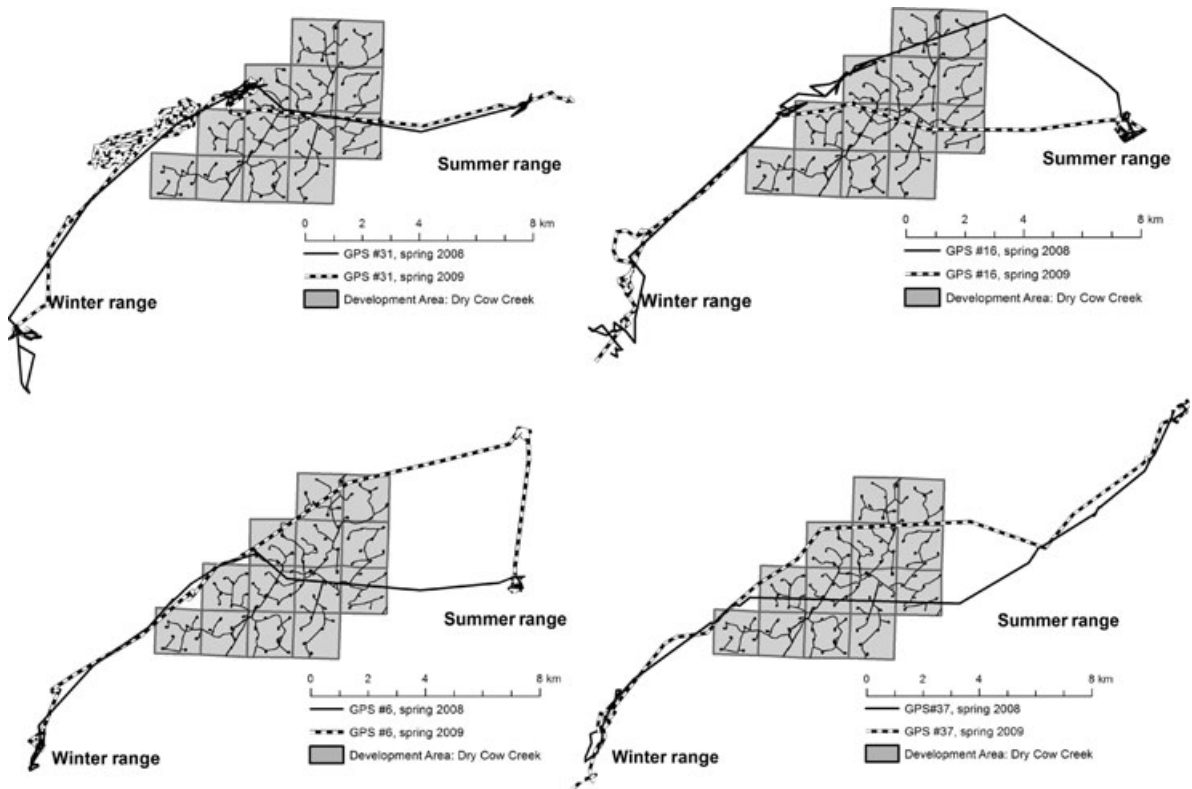 Summer range
0 2 4 8 km
GPS #31, spring 2008
GPS #31, spring 2009
Development Area: Dry Cow Creek
Winter range
Summer range
0 2 4 8 km
GPS #16, spring 2008
GPS #16, spring 2009
Development Area: Dry Cow Creek
Winter range
Summer range
0 2 4 8 km
GPS #6, spring 2008
GPS #6, spring 2009
Development Area: Dry Cow Creek
Winter range
Summer range
0 2 4 6 8 km
GPS#37, spring 2008
GPS #37, spring 2009
Development Area: Dry Cow Creek
Winter range